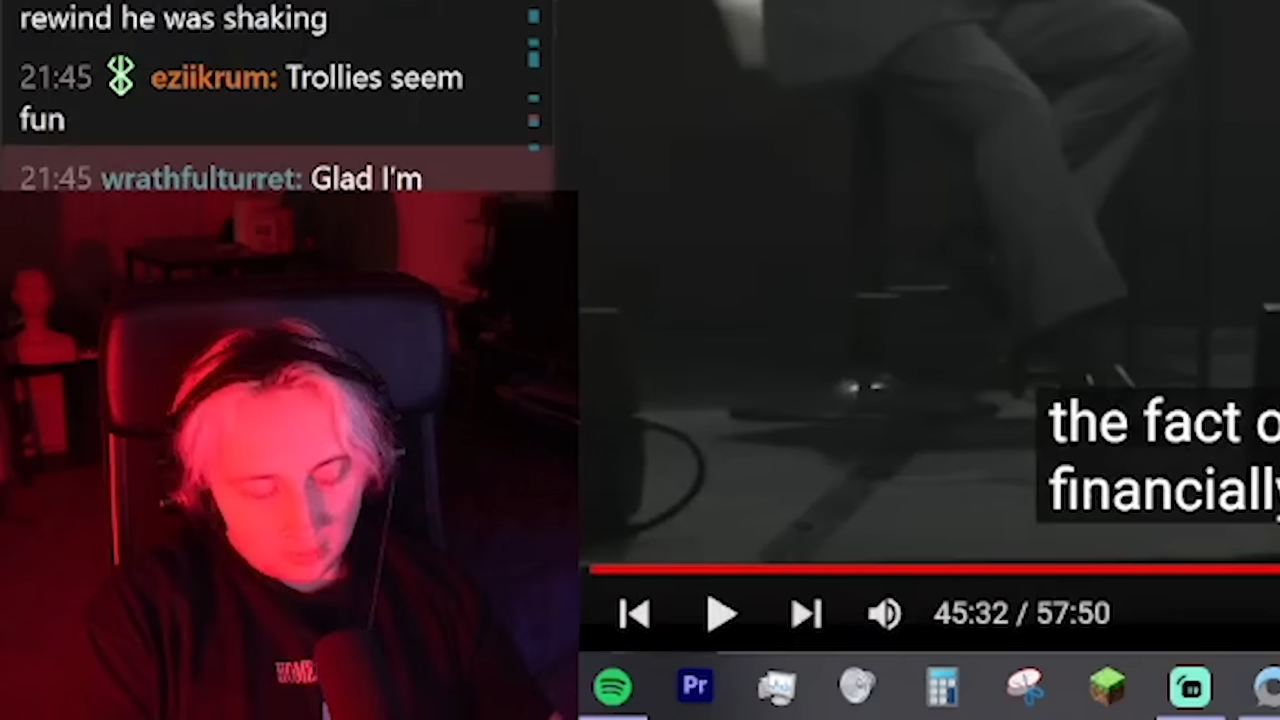 rewind he was shaking
21:45 eziikrum: Trollies seem
fun
21:45 wrathfulturret: Glad I'm
the fact o
financially
45:32 / 57:50
Pr